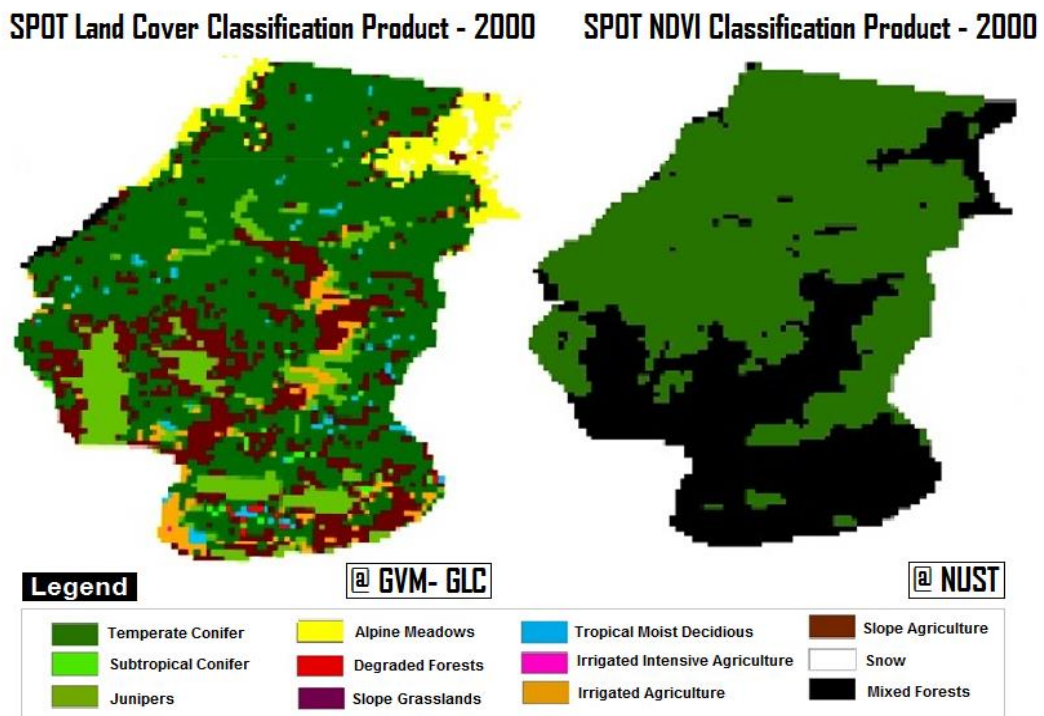 SPOT Land Cover Classification Product - 2000
SPOT NDVI Classification Product - 2000
Legend
@ GVM- GLC
@ NUST
Temperate Conifer
Alpine Meadows
Tropical Moist Decidious
Slope Agriculture
Subtropical Conifer
Degraded Forests
Irrigated Intensive Agriculture
Snow
Junipers
Slope Grasslands
Irrigated Agriculture
Mixed Forests